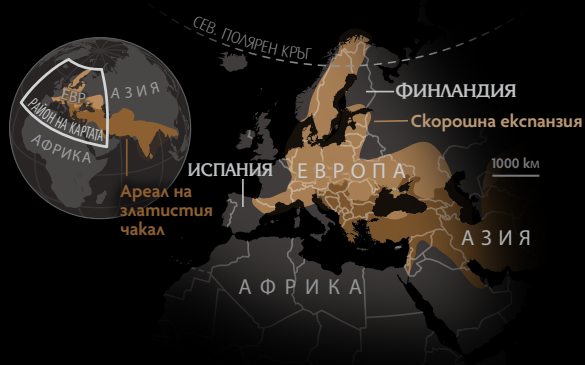 СЕВ. ПОЛЯРЕН КРЪГ
ЕВР.
АЗИЯ
РАЙОН НА КАРТАТА
АФРИКА
Ареал на
златистия
чакал
ФИНЛАНДИЯ
Скорошна експанзия
ИСПАНИЯ
ЕВРОПА
1000 км
АЗИЯ
АФРИКА